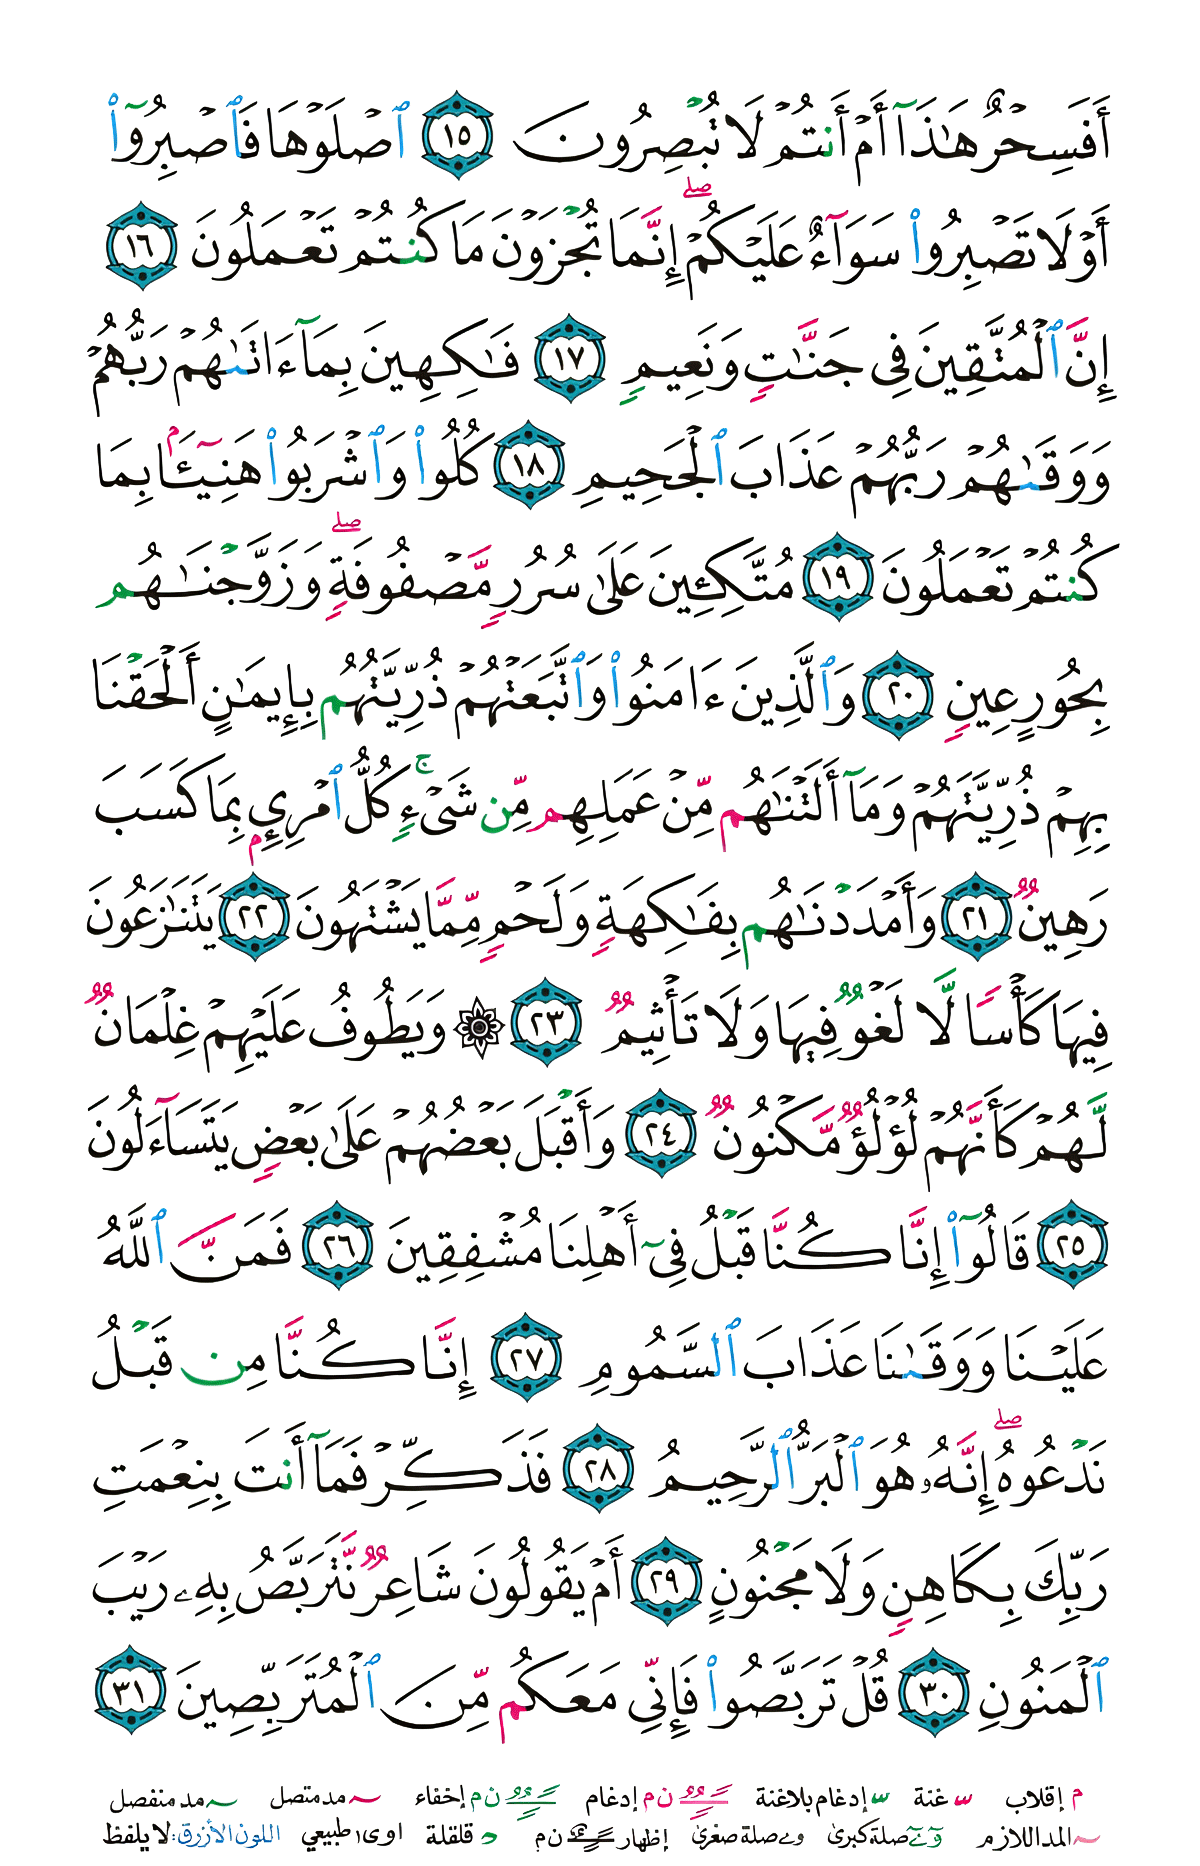 أَفَسِحْرٌ هَٰذَآ أَمْ أَنتُمْ لَا تُبْصِرُونَ ١٥ ٱصْلَوْهَا فَٱصْبِرُوٓا۟
أَوْ لَا تَصْبِرُوا۟ سَوَآءٌ عَلَيْكُمْ ۖ إِنَّمَا تُجْزَوْنَ مَا كُنتُمْ تَعْمَلُونَ ١٦
إِنَّ ٱلْمُتَّقِينَ فِى جَنَّٰتٍ وَنَعِيمٍ ١٧ فَٰكِهِينَ بِمَآ ءَاتَىٰهُمْ رَبُّهُمْ
وَوَقَىٰهُمْ رَبُّهُمْ عَذَابَ ٱلْجَحِيمِ ١٨ كُلُوا۟ وَٱشْرَبُوا۟ هَنِيٓـًٔۢا بِمَا
كُنتُمْ تَعْمَلُونَ ١٩ مُتَّكِـِٔينَ عَلَىٰ سُرُرٍ مَّصْفُوفَةٍ ۖ وَزَوَّجْنَٰهُم
بِحُورٍ عِينٍ ٢٠ وَٱلَّذِينَ ءَامَنُوا۟ وَٱتَّبَعَتْهُمْ ذُرِّيَّتُهُم بِإِيمَٰنٍ أَلْحَقْنَا
بِهِمْ ذُرِّيَّتَهُمْ وَمَآ أَلَتْنَٰهُم مِّنْ عَمَلِهِم مِّن شَىْءٍ ۚ كُلُّ ٱمْرِئٍۭ بِمَا كَسَبَ
رَهِينٌ ٢١ وَأَمْدَدْنَٰهُم بِفَٰكِهَةٍ وَلَحْمٍ مِّمَّا يَشْتَهُونَ ٢٢ يَتَنَٰزَعُونَ
فِيهَا كَأْسًا لَّا لَغْوٌ فِيهَا وَلَا تَأْثِيمٌ ٢٣ ۞ وَيَطُوفُ عَلَيْهِمْ غِلْمَانٌ
لَّهُمْ كَأَنَّهُمْ لُؤْلُؤٌ مَّكْنُونٌ ٢٤ وَأَقْبَلَ بَعْضُهُمْ عَلَىٰ بَعْضٍ يَتَسَآءَلُونَ
٢٥ قَالُوٓا۟ إِنَّا كُنَّا قَبْلُ فِىٓ أَهْلِنَا مُشْفِقِينَ ٢٦ فَمَنَّ ٱللَّهُ
عَلَيْنَا وَوَقَىٰنَا عَذَابَ ٱلسَّمُومِ ٢٧ إِنَّا كُنَّا مِن قَبْلُ
نَدْعُوهُ ۖ إِنَّهُۥ هُوَ ٱلْبَرُّ ٱلرَّحِيمُ ٢٨ فَذَكِّرْ فَمَآ أَنتَ بِنِعْمَتِ
رَبِّكَ بِكَاهِنٍ وَلَا مَجْنُونٍ ٢٩ أَمْ يَقُولُونَ شَاعِرٌ نَّتَرَبَّصُ بِهِۦ رَيْبَ
ٱلْمَنُونِ ٣٠ قُلْ تَرَبَّصُوا۟ فَإِنِّى مَعَكُم مِّنَ ٱلْمُتَرَبِّصِينَ ٣١
م إقلاب غنة إدغام بلاغنة ن م إدغام ن م إخفاء مد متصل مد منفصل
المد اللازم صلة كبرى و ے صلة صغرى إظهار ن م قلقلة اوى طبيعي اللون الأزرق: لا يلفظ